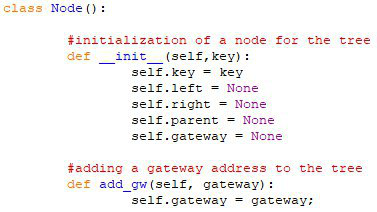 class Node():
#initialization of a node for the tree
def __init__(self,key):
self.key = key
self.left = None
self.right = None
self.parent = None
self.gateway = None
#adding a gateway address to the tree
def add_gw(self, gateway):
self.gateway = gateway;